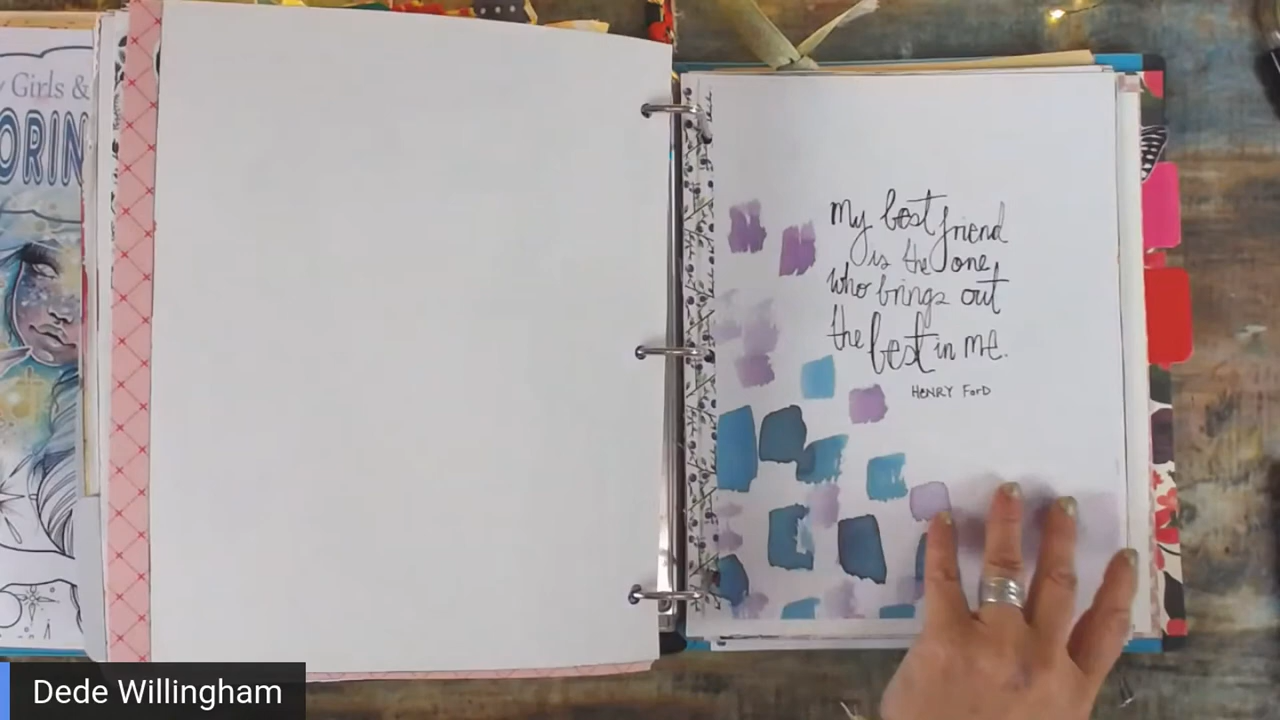 Girls &
ORIN
My best friend
is the one
who brings out
the best in me.
HENRY FORD
Dede Willingham